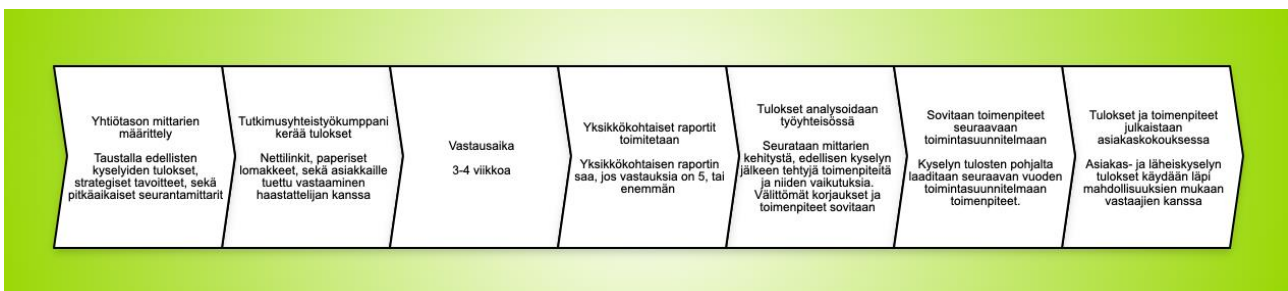 Yhtiötason mittarien
määrittely
Taustalla edellisten
kyselyiden tulokset,
strategiset tavoitteet, sekä
pitkäaikaiset seurantamittarit
Tutkimusyhteistyökumppani
kerää tulokset
Nettilinkit, paperiset
lomakkeet, sekä asiakkaille
tuettu vastaaminen
haastattelijan kanssa
Vastausaika
3-4 viikkoa
Yksikkökohtaiset raportit
toimitetaan
Yksikkökohtaisen raportin
saa, jos vastauksia on 5, tai
enemmän
Tulokset analysoidaan
työyhteisössä
Seurataan mittarien
kehitystä, edellisen kyselyn
jälkeen tehtyjä toimenpiteitä
ja niiden vaikutuksia.
Välittömät korjaukset ja
toimenpiteet sovitaan
Sovitaan toimenpiteet
seuraavaan
toimintasuunnitelmaan
Kyselyn tulosten pohjalta
laaditaan seuraavan vuoden
toimintasuunnitelmaan
toimenpiteet.
Tulokset ja toimenpiteet
julkaistaan
asiakaskokouksessa
Asiakas- ja läheiskyselyn
tulokset käydään läpi
mahdollisuuksien mukaan
vastaajien kanssa